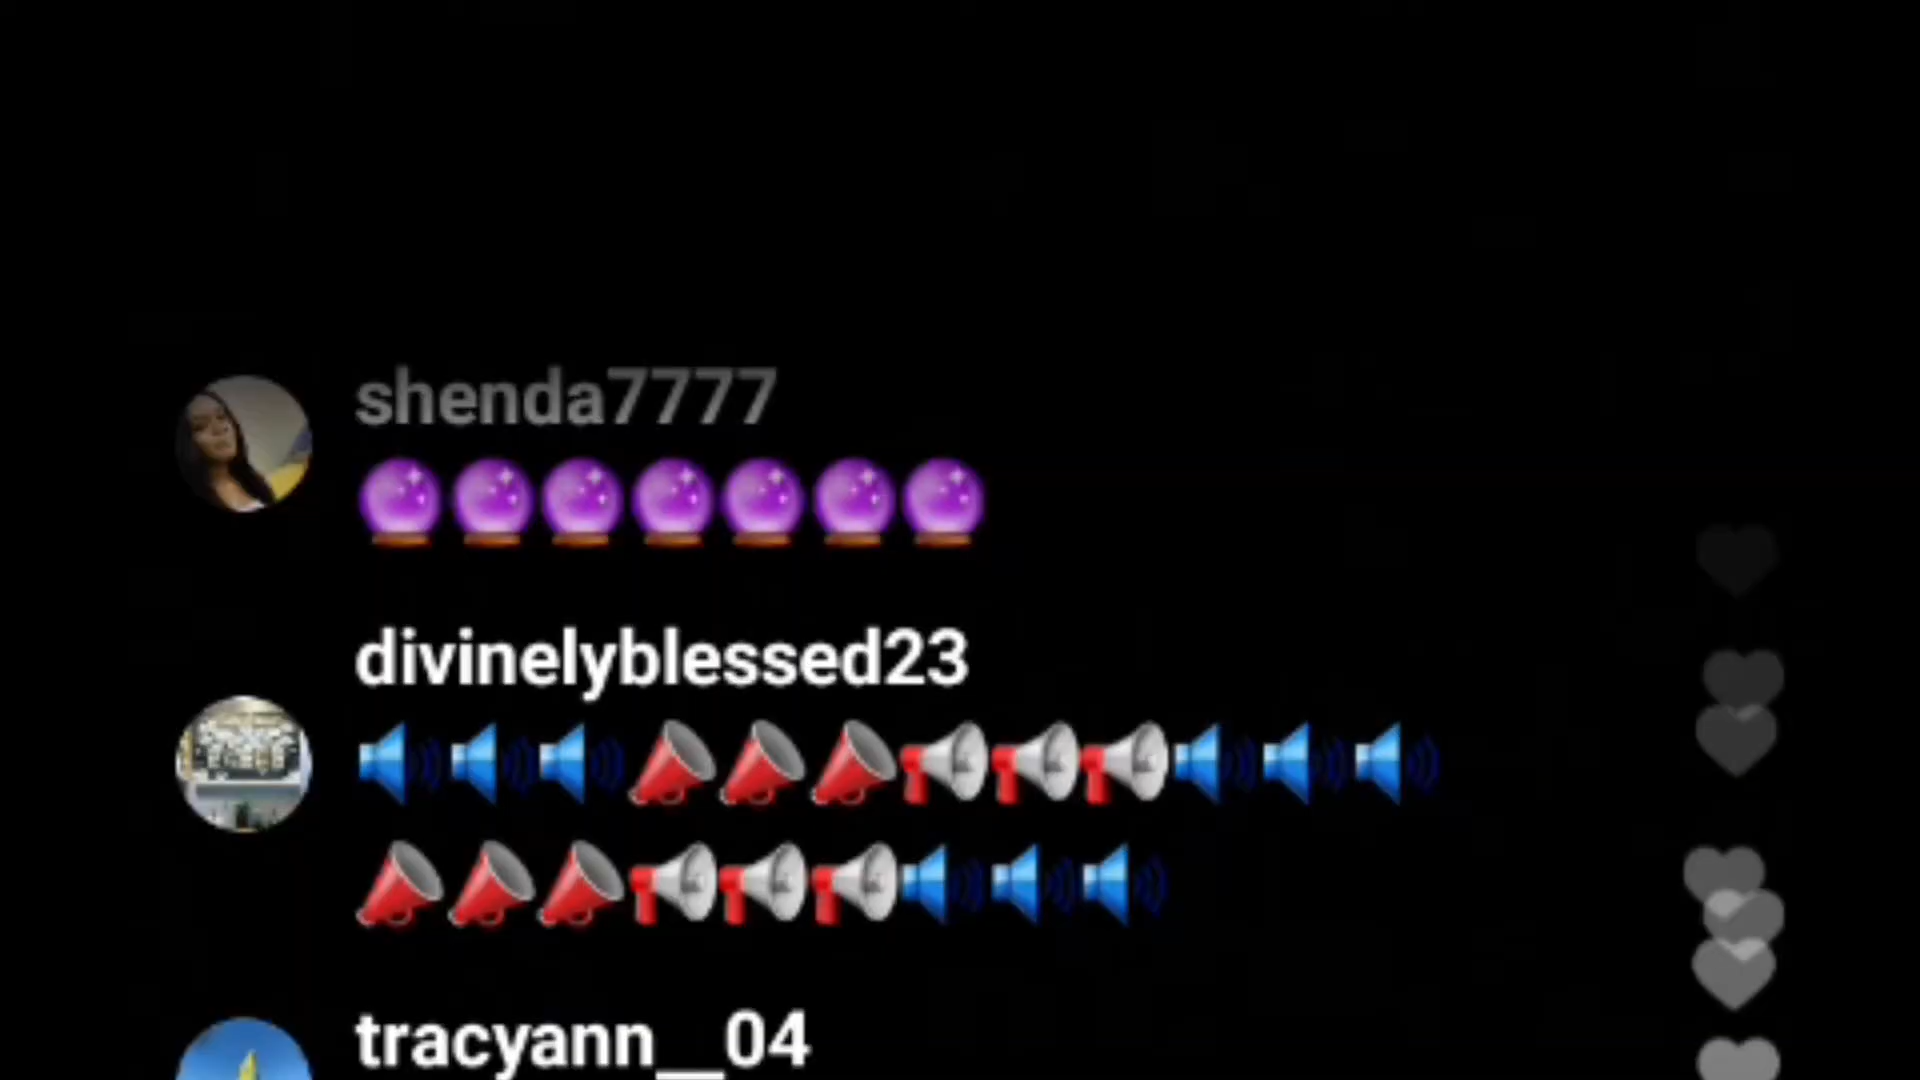 shenda7777
🔮🔮🔮🔮🔮🔮🔮
divinelyblessed23
🔊🔊🔊📣📣📣📢📢📢🔊🔊🔊
📣📣📣📢📢📢🔊🔊🔊
tracyann__04